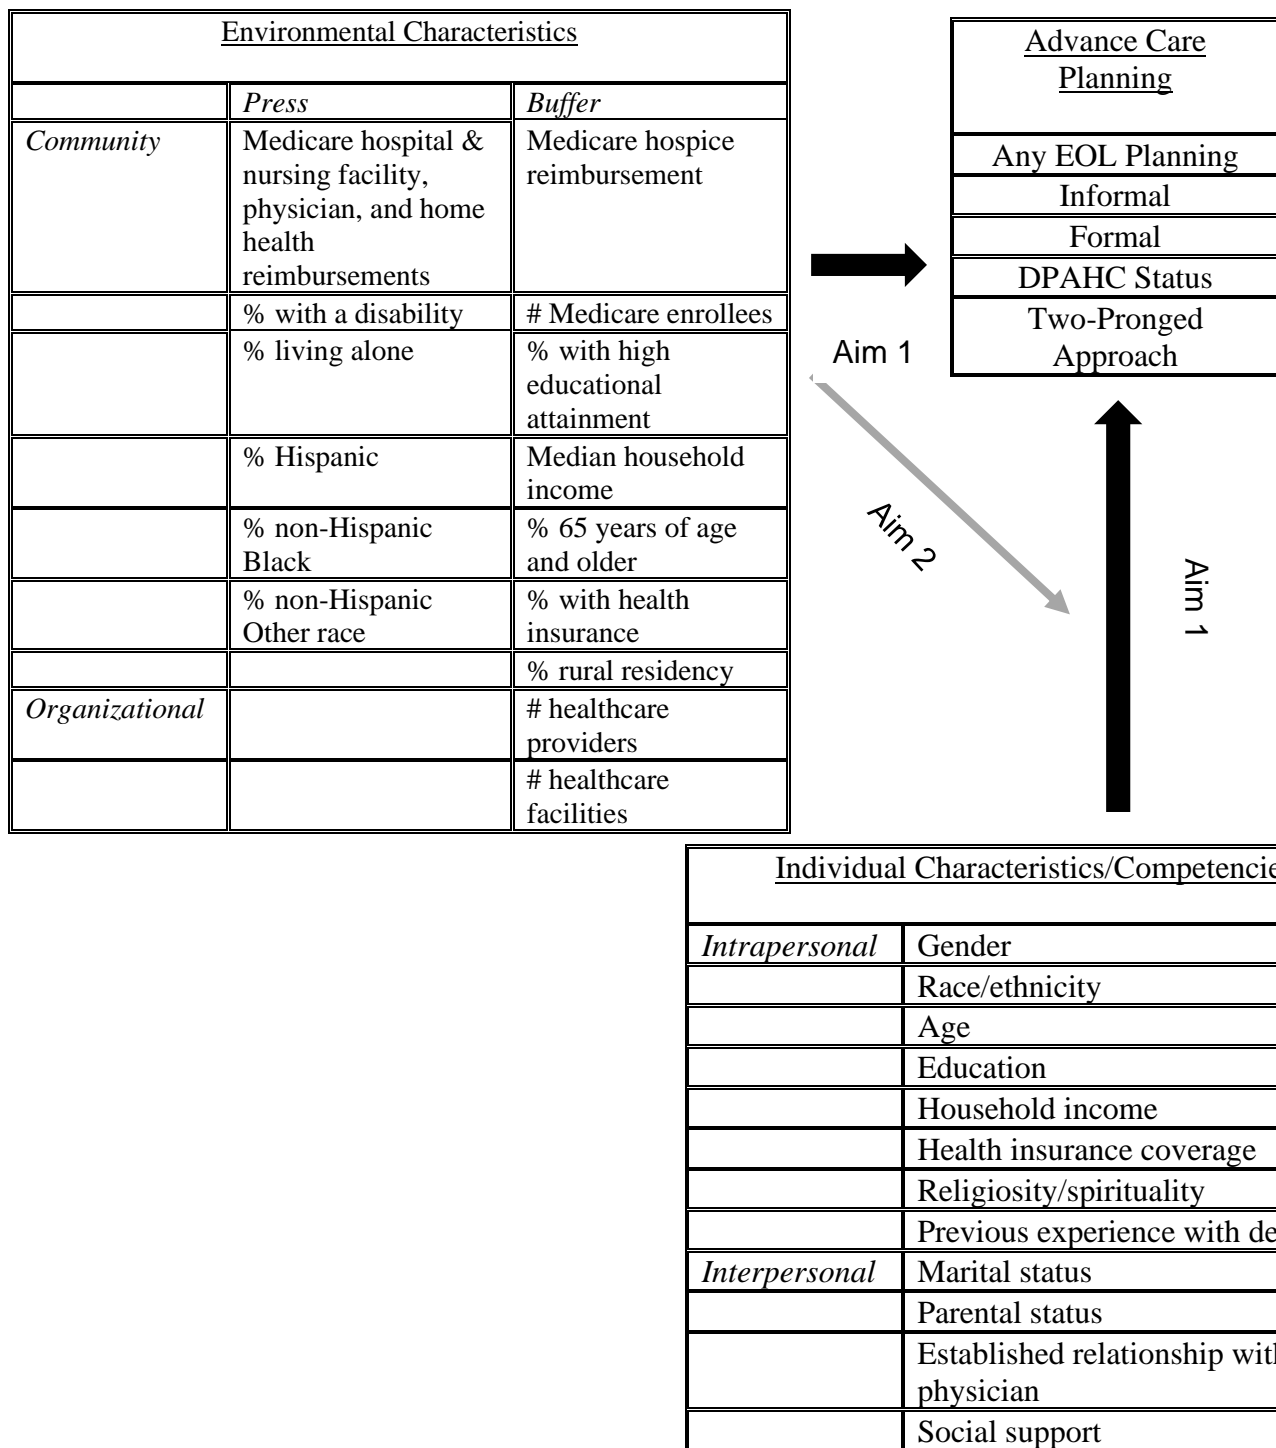 Environmental Characteristics
Press
Buffer
Community
Medicare hospital &
nursing facility,
physician, and home
health
reimbursements
Medicare hospice
reimbursement
% with a disability
# Medicare enrollees
% living alone
% with high
educational
attainment
% Hispanic
Median household
income
% non-Hispanic
Black
% 65 years of age
and older
% non-Hispanic
Other race
% with health
insurance
% rural residency
Organizational
# healthcare
providers
# healthcare
facilities
Advance Care
Planning
Any EOL Planning
Informal
Formal
DPAHC Status
Two-Pronged
Approach
Aim 1
Aim 2
Aim 1
Individual Characteristics/Competencie
Intrapersonal
Gender
Race/ethnicity
Age
Education
Household income
Health insurance coverage
Religiosity/spirituality
Previous experience with de
Interpersonal
Marital status
Parental status
Established relationship with
physician
Social support